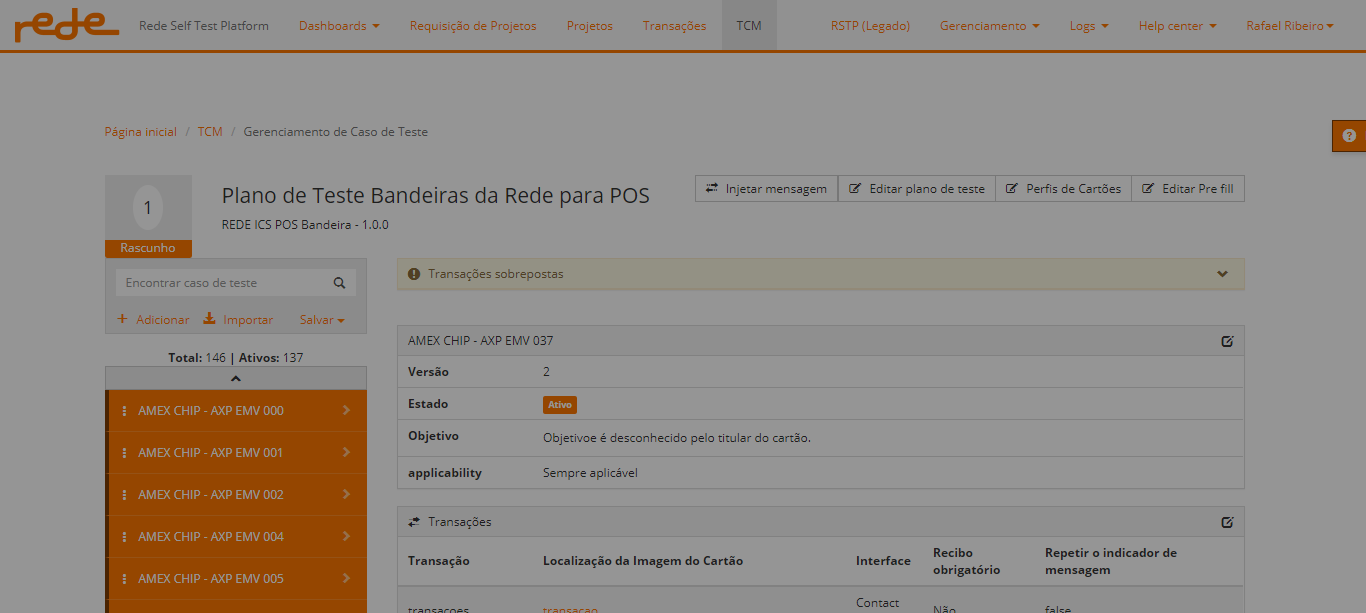 rede Rede Self Test Platform Dashboards Requisição de Projetos Projetos Transações TCM RSTP (Legado) Gerenciamento Logs Help center Rafael Ribeiro
Página inicial / TCM / Gerenciamento de Caso de Teste
1
Rascunho
Plano de Teste Bandeiras da Rede para POS
REDE ICS POS Bandeira - 1.0.0
Injetar mensagem Editar plano de teste Perfis de Cartões Editar Pre fill
Encontrar caso de teste
+ Adicionar Importar Salvar
Total: 146 | Ativos: 137
AMEX CHIP - AXP EMV 000
AMEX CHIP - AXP EMV 001
AMEX CHIP - AXP EMV 002
AMEX CHIP - AXP EMV 004
AMEX CHIP - AXP EMV 005
Transações sobrepostas
AMEX CHIP - AXP EMV 037
Versão 2
Estado Ativo
Objetivo Objetivoe é desconhecido pelo titular do cartão.
applicability Sempre aplicável
Transações
Transação Localização da Imagem do Cartão Interface Recibo obrigatório Repetir o indicador de mensagem
transacoes transacao Contact Não false